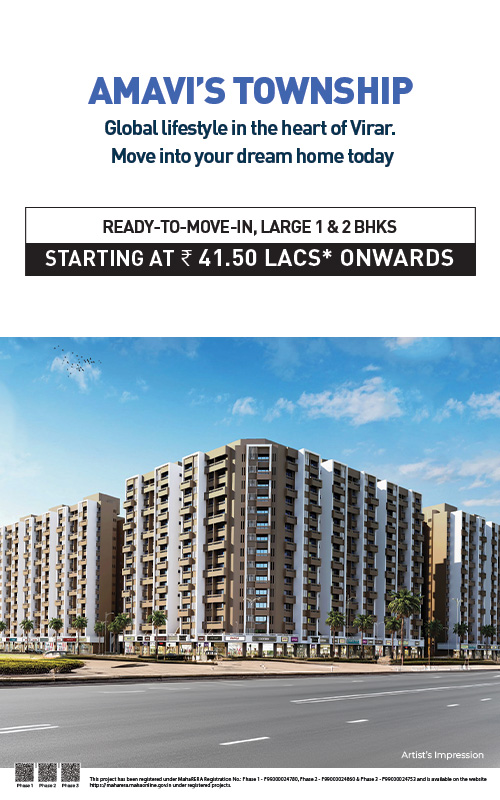 AMAVI'S TOWNSHIP
Global lifestyle in the heart of Virar.
Move into your dream home today
READY-TO-MOVE-IN, LARGE 1 & 2 BHKS
STARTING AT ₹ 41.50 LACS* ONWARDS
Artist's Impression
Phase 1 Phase 2 Phase 3
This project has been registered under MahaRERA Registration No.: Phase 1 - P99000024780, Phase 2 - P99000024860 & Phase 3 - P99000024753 and is available on the website
https://maharera.mahaonline.gov.in under registered projects.